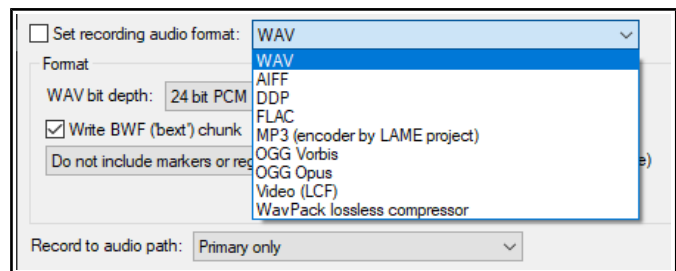 Set recording audio format: WAV
WAV
Format
AIFF
WAV bit depth: 24 bit PCM
DDP
FLAC
Write BWF ('bext') chunk
MP3 (encoder by LAME project)
OGG Vorbis
Do not include markers or reg e)
OGG Opus
Video (LCF)
WavPack lossless compressor
Record to audio path: Primary only